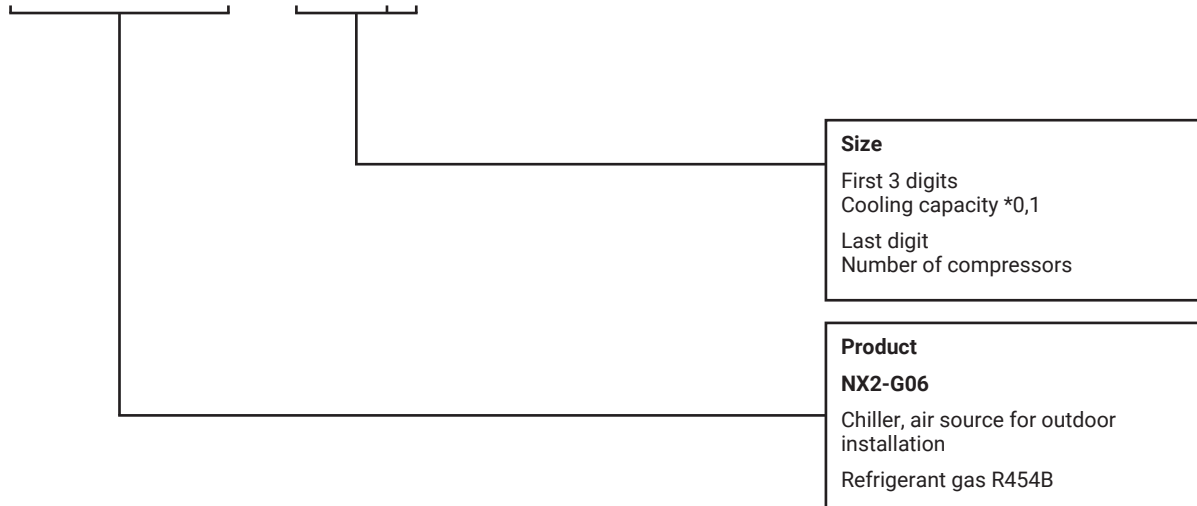 Size
First 3 digits
Cooling capacity *0,1
Last digit
Number of compressors
Product
NX2-G06
Chiller, air source for outdoor
installation
Refrigerant gas R454B